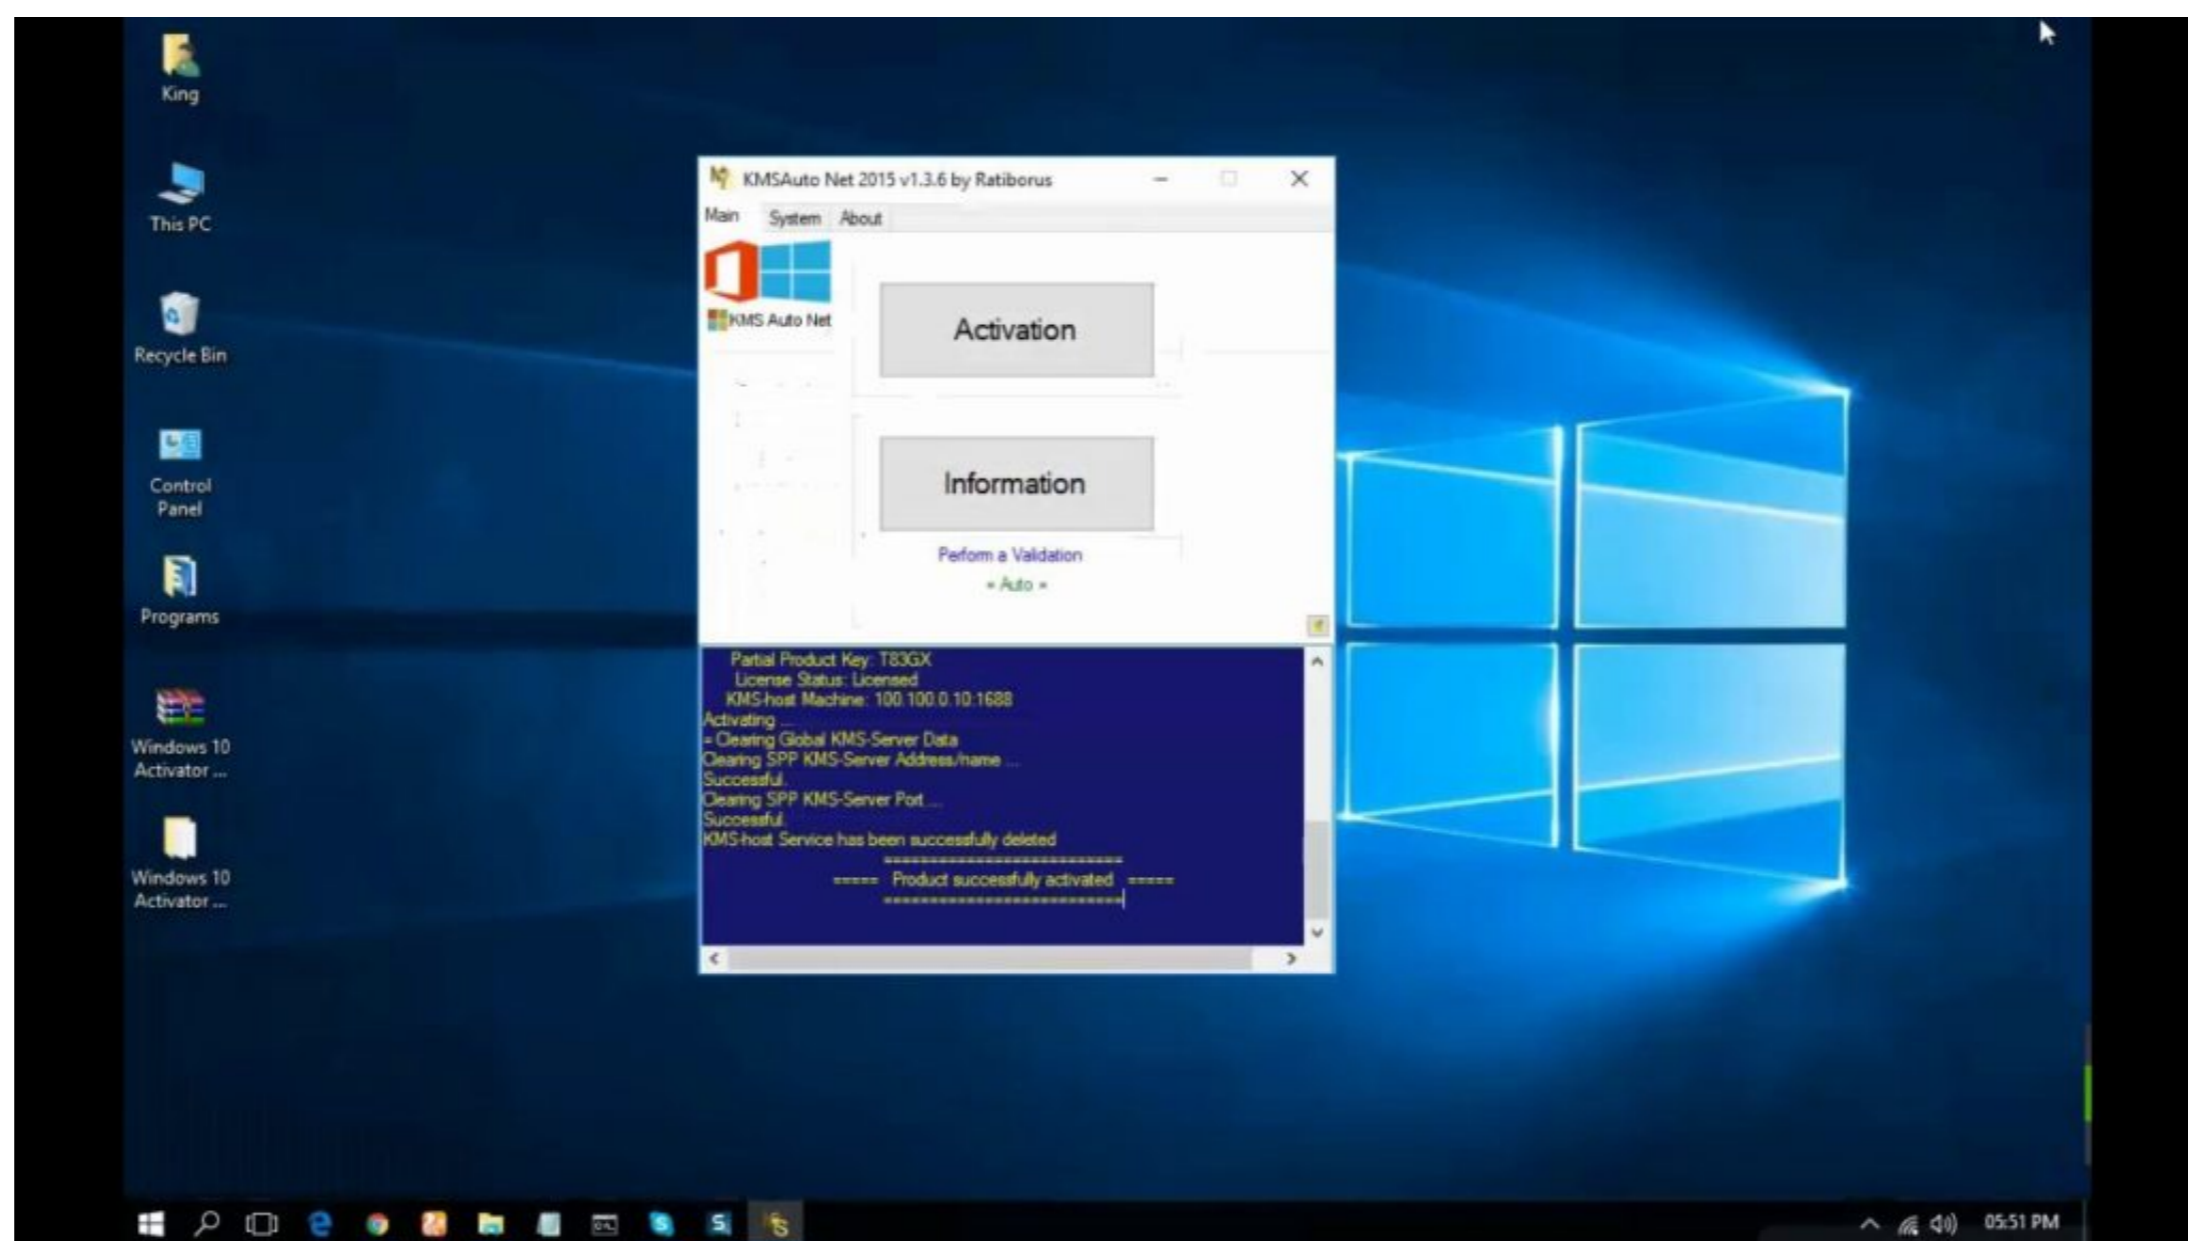 King
This PC
Recycle Bin
Control
Panel
Programs
Windows 10
Activator ...
Windows 10
Activator ...
KMSAuto Net 2015 v1.3.6 by Ratiborus
Main System About
KMS Auto Net
Activation
Information
Perform a Validation
= Auto =
Partial Product Key: T83GX
License Status: Licensed
KMS-host Machine: 100.100.0.10:1688
Activating ...
= Clearing Global KMS-Server Data
Clearing SPP KMS-Server Address/name ...
Successful.
Clearing SPP KMS-Server Port ...
Successful.
KMS-host Service has been successfully deleted
==========================
===== Product successfully activated =====
==========================
05:51 PM